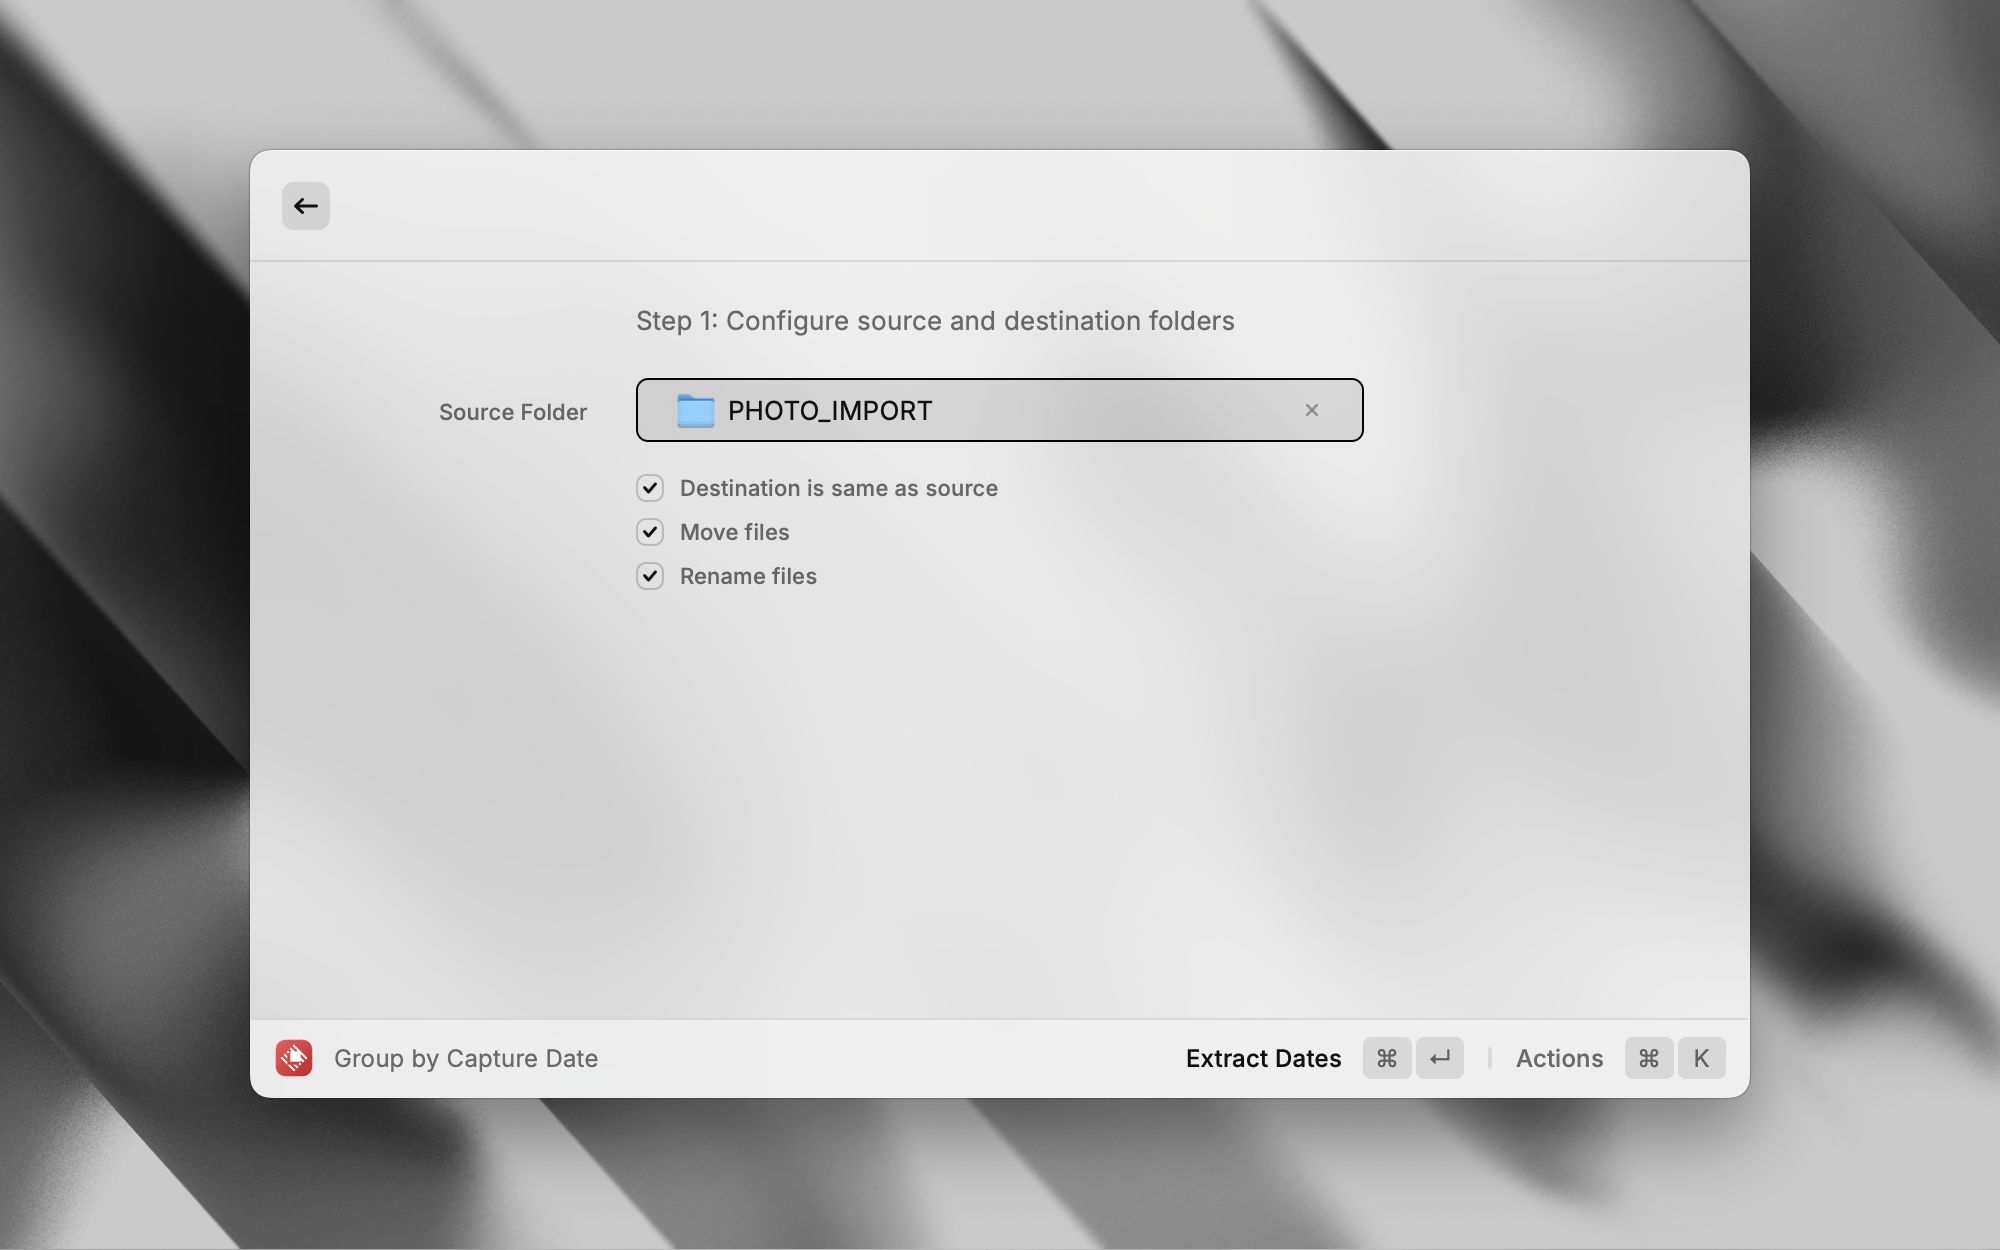 Step 1: Configure source and destination folders
Source Folder
PHOTO_IMPORT
Destination is same as source
Move files
Rename files
Group by Capture Date
Extract Dates ⌘ ↵
Actions ⌘ K